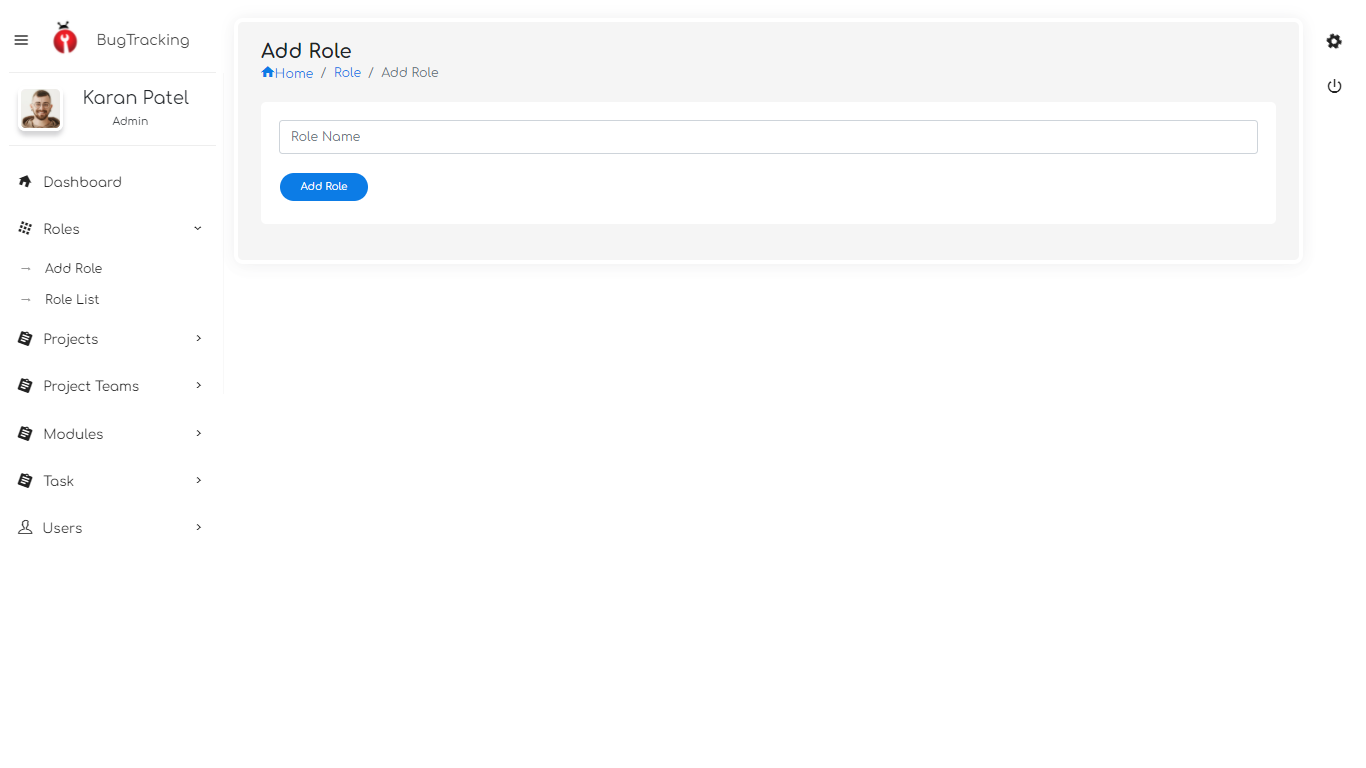 BugTracking
Karan Patel
Admin
Dashboard
Roles
Add Role
Role List
Projects
Project Teams
Modules
Task
Users
Add Role
Home / Role / Add Role
Role Name
Add Role